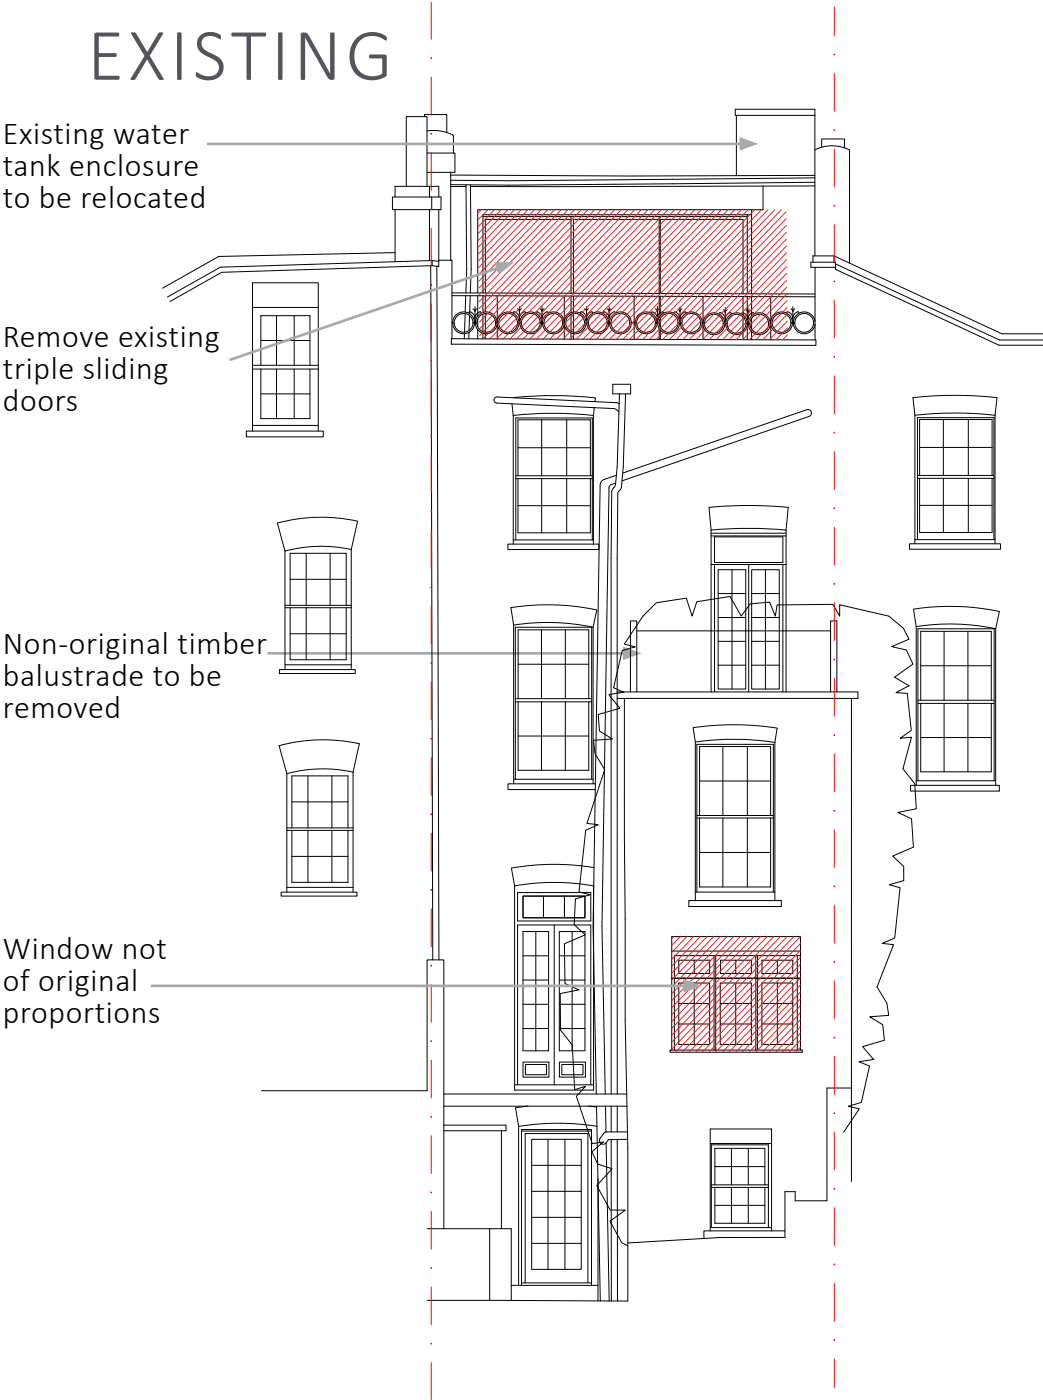 EXISTING
Existing water
tank enclosure
to be relocated
Remove existing
triple sliding
doors
Non-original timber
balustrade to be
removed
Window not
of original
proportions